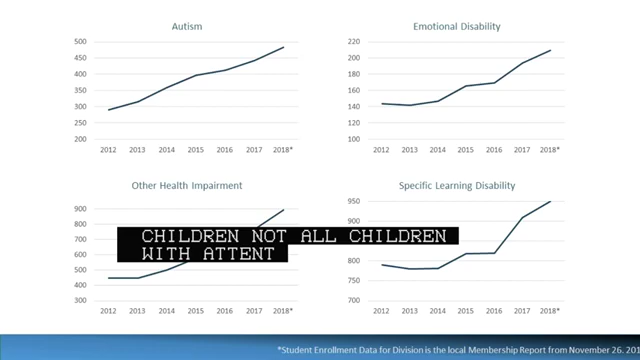 Autism
500
450
400
350
300
250
200
2012 2013 2014 2015 2016 2017 2018*
Emotional Disability
220
200
180
160
140
120
100
2012 2013 2014 2015 2016 2017 2018*
Other Health Impairment
900
800
700
600
500
400
300
2012 2013 2014 2015 2016 2017 2018*
Specific Learning Disability
950
900
850
800
750
700
2012 2013 2014 2015 2016 2017 2018*
CHILDREN NOT ALL CHILDREN
WITH ATTENT
*Student Enrollment Data for Division is the local Membership Report from November 26, 201